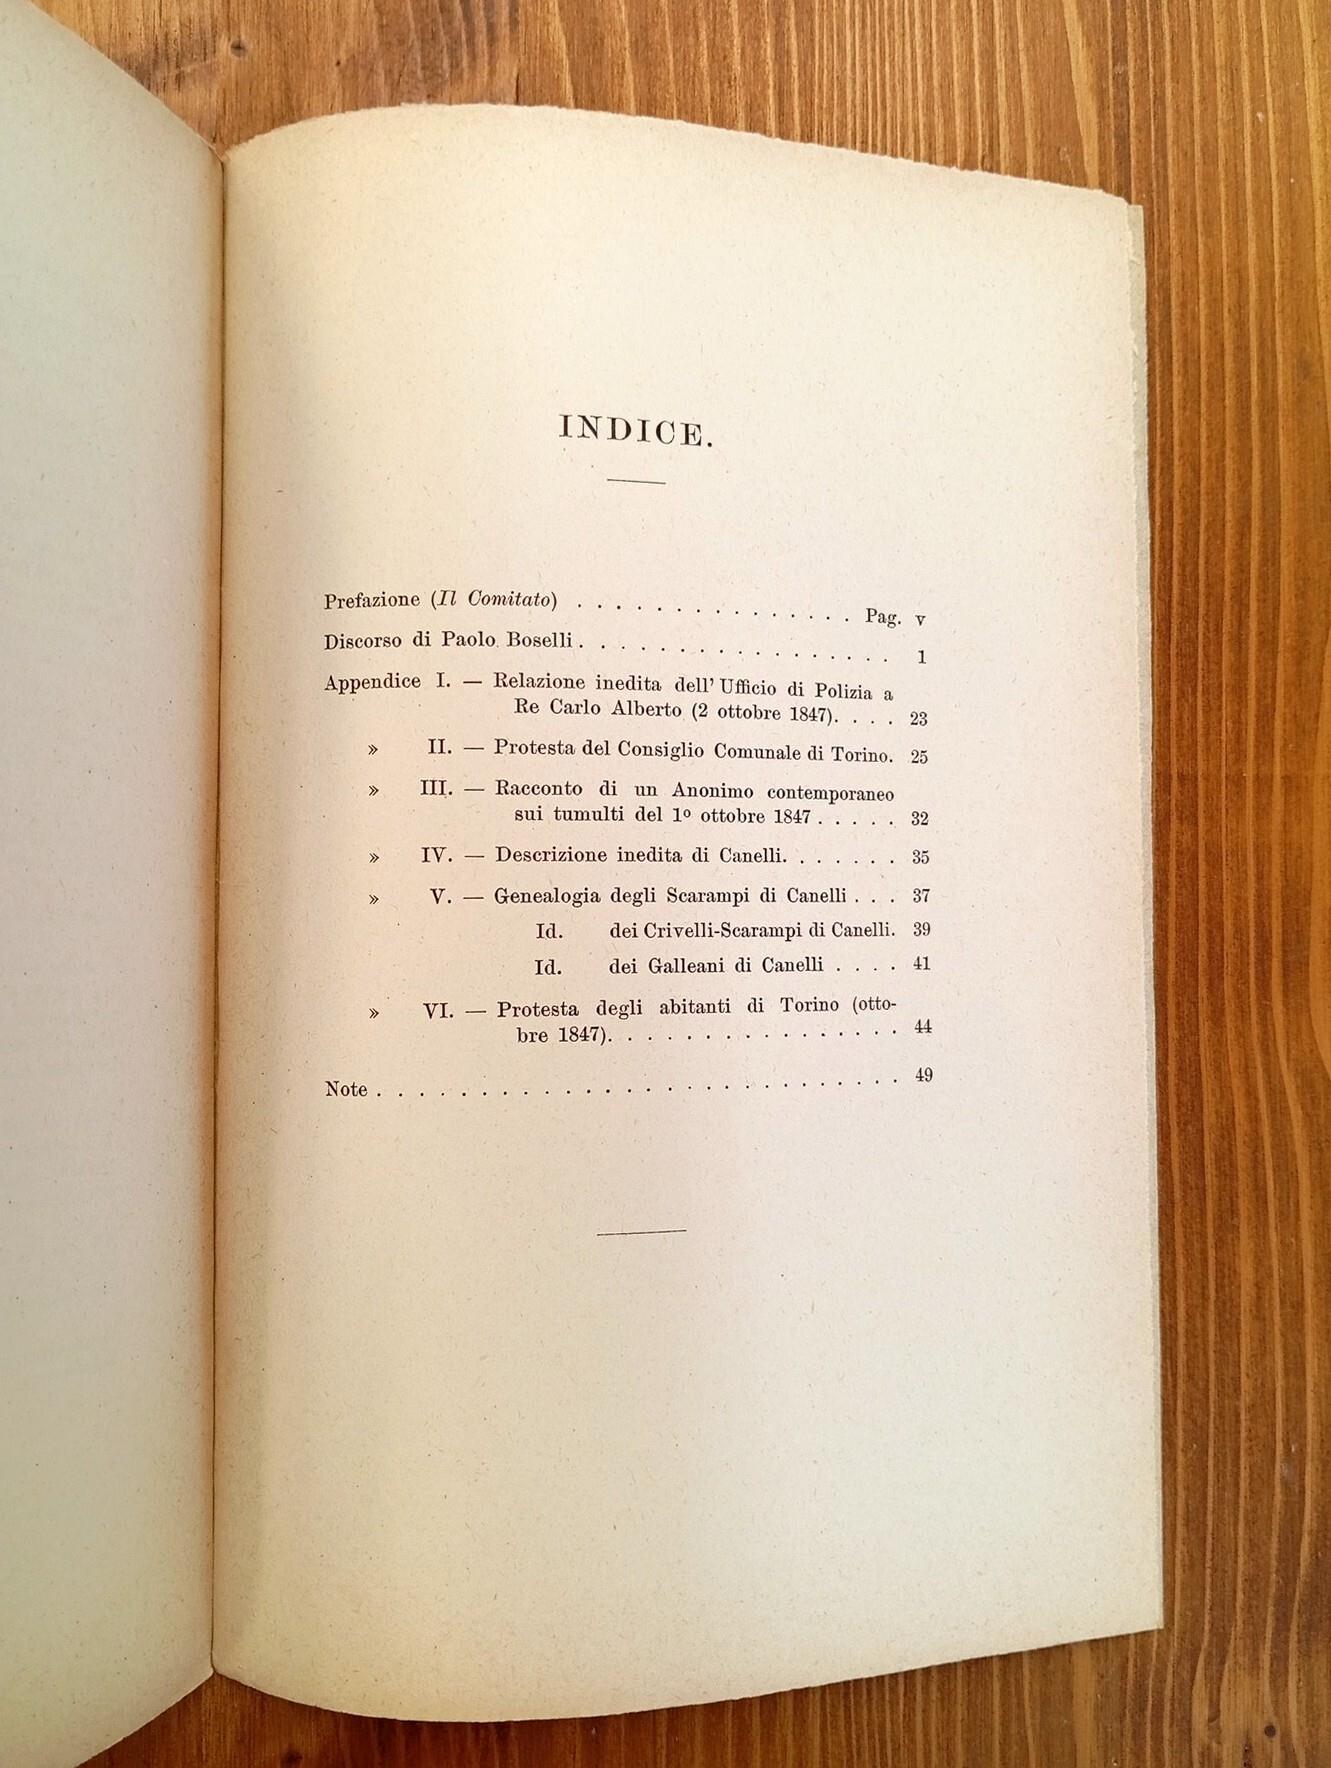 INDICE.
Prefazione (Il Comitato) . . . . . . . . . . . . . . Pag. v
Discorso di Paolo Boselli . . . . . . . . . . . . . . . . 1
Appendice I. — Relazione inedita dell' Ufficio di Polizia a
Re Carlo Alberto (2 ottobre 1847). . . . 23
» II. — Protesta del Consiglio Comunale di Torino. 25
» III. — Racconto di un Anonimo contemporaneo
sui tumulti del 1º ottobre 1847 . . . . . 32
» IV. — Descrizione inedita di Canelli. . . . . . . 35
» V. — Genealogia degli Scarampi di Canelli . . . 37
Id. dei Crivelli-Scarampi di Canelli. 39
Id. dei Galleani di Canelli . . . . 41
» VI. — Protesta degli abitanti di Torino (otto-
bre 1847). . . . . . . . . . . . . . . 44
Note . . . . . . . . . . . . . . . . . . . . . . . . . . 49